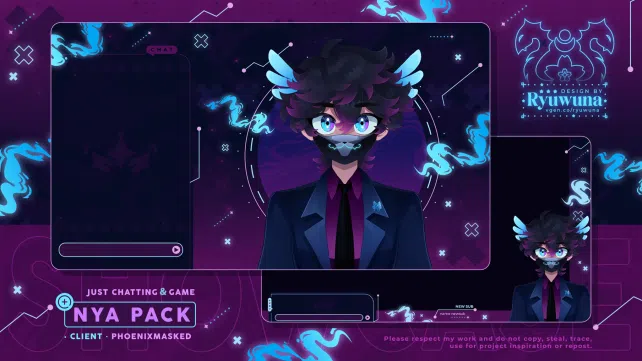 CHAT
DESIGN BY
Ryuwuna
vgen.co/ryuwuna
NEW SUB
JUST CHATTING & GAME
NYA PACK
· CLIENT · PHOENIXMASKED
Please respect my work and do not copy, steal, trace,
use for project inspiration or repost.